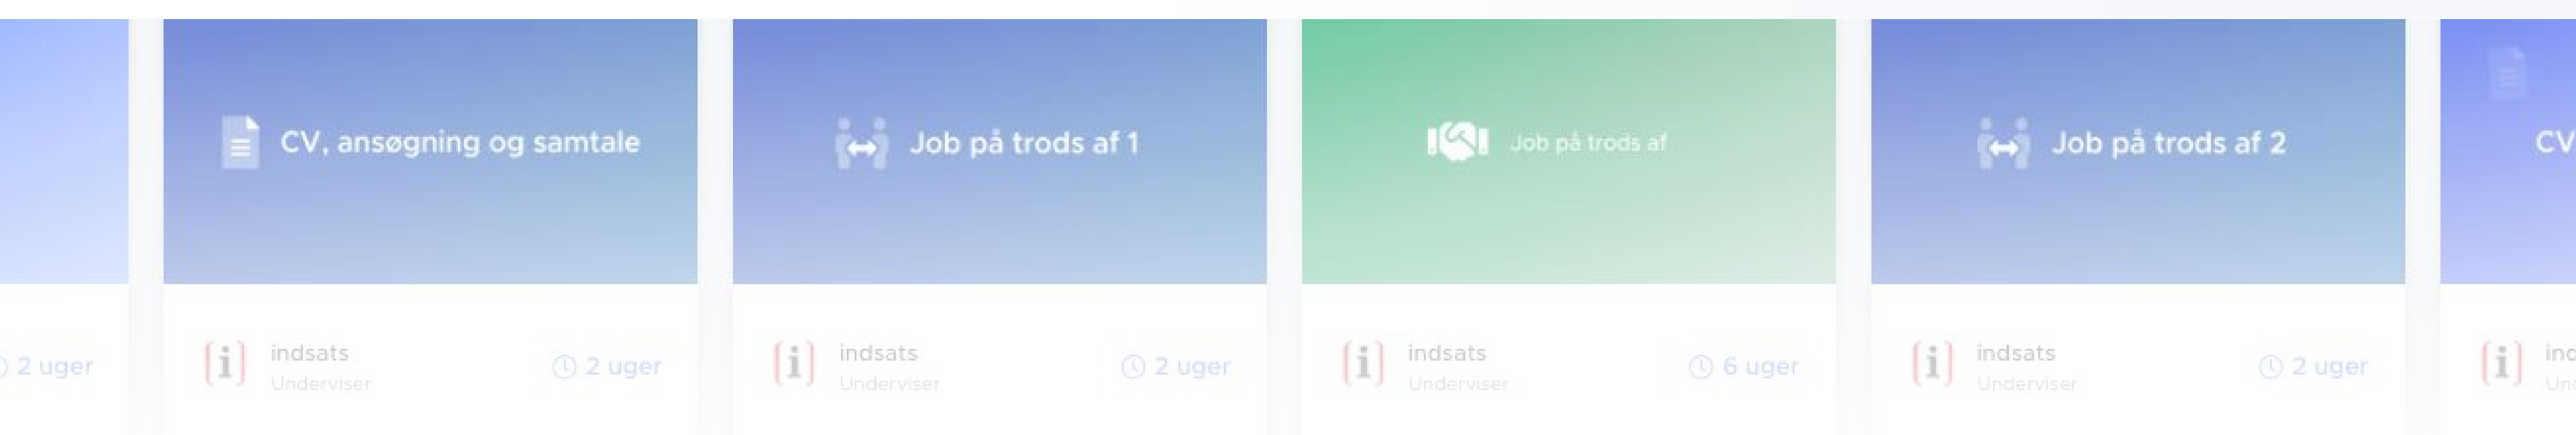 CV, ansøgning og samtale
Job på trods af 1
Job på trods af
Job på trods af 2
CV
2 uger
indsats
Underviser
2 uger
indsats
Underviser
2 uger
indsats
Underviser
6 uger
indsats
Underviser
2 uger